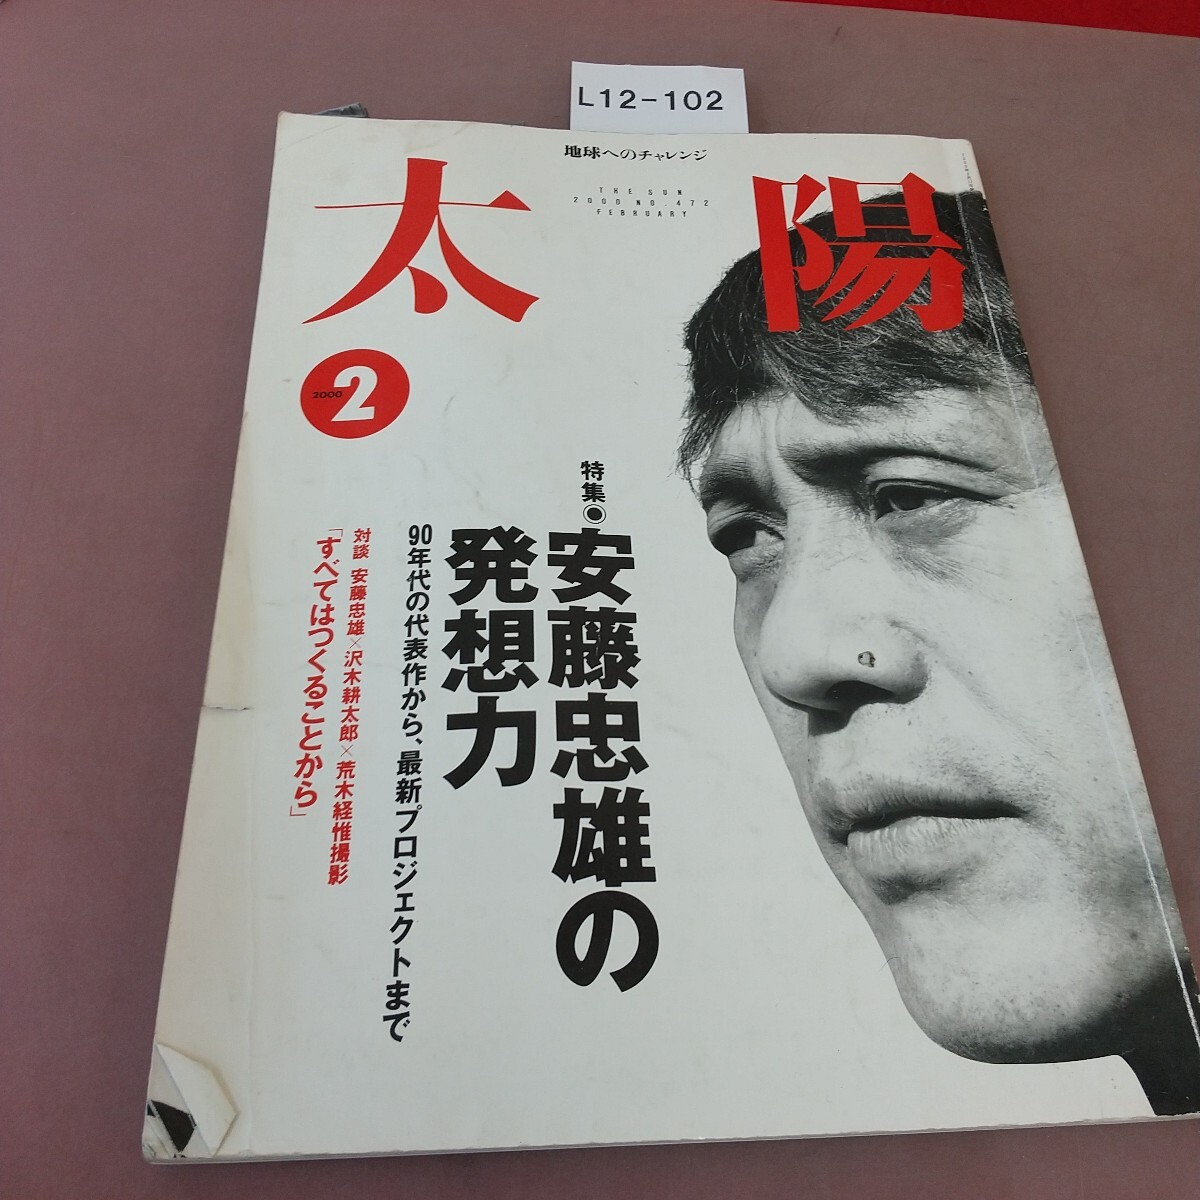 L12-102
地球へのチャレンジ
太陽
THE SUN
2000 NO.472
FEBRUARY
2000 2
特集◉
安藤忠雄の
発想力
90年代の代表作から、最新プロジェクトまで
対談 安藤忠雄×沢木耕太郎×荒木経惟撮影
「すべてはつくることから」